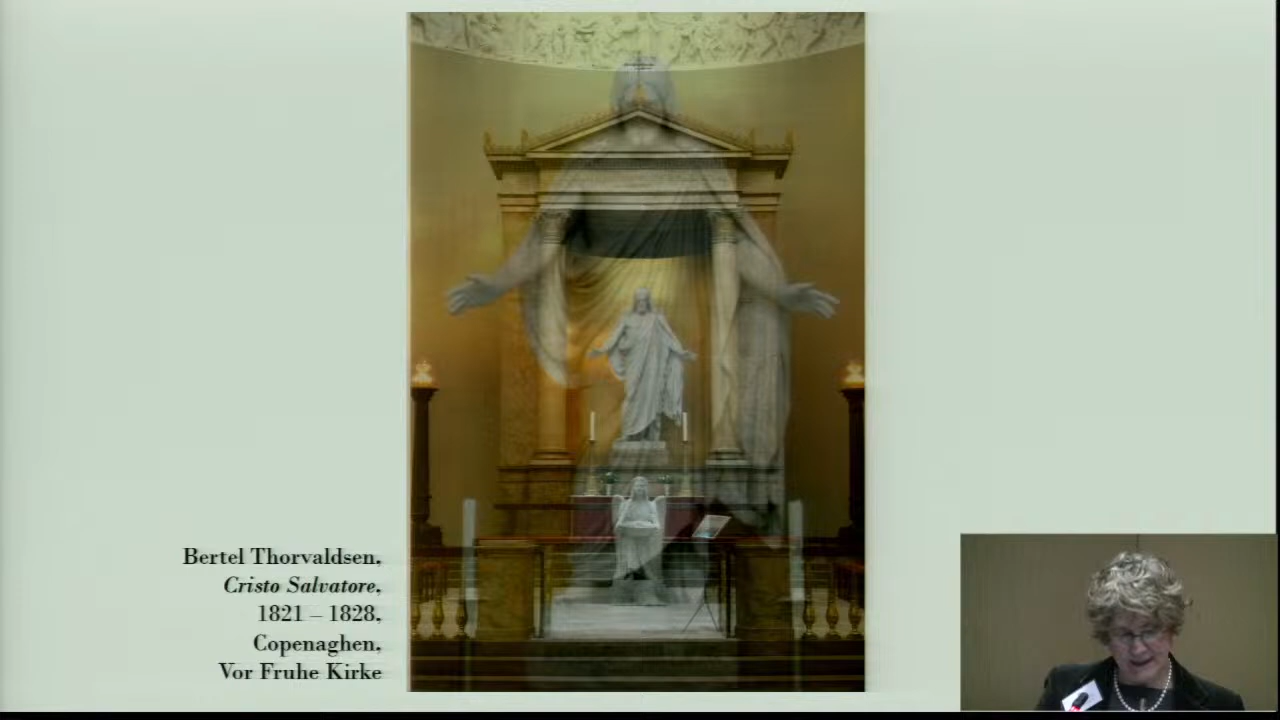 Bertel Thorvaldsen,
Cristo Salvatore,
1821 – 1828,
Copenaghen,
Vor Fruhe Kirke